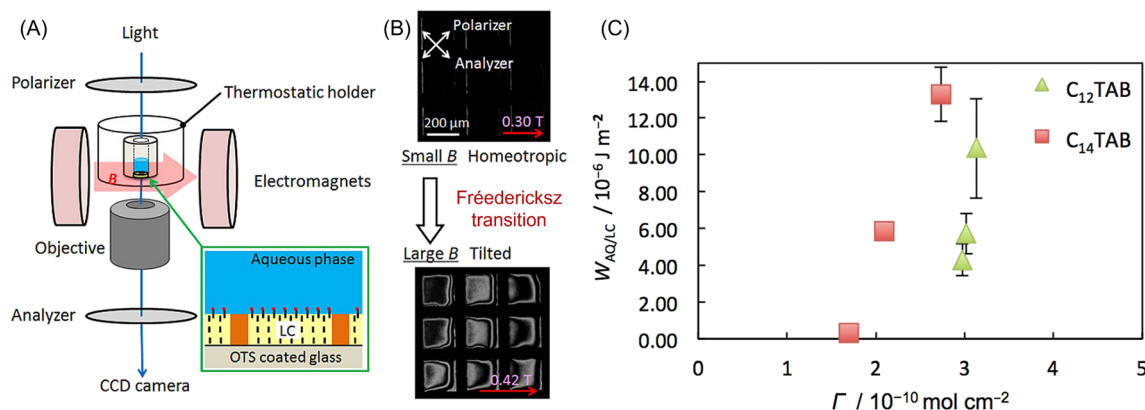 (A)
Light
Polarizer
Thermostatic holder
B
Electromagnets
Objective
Aqueous phase
LC
OTS coated glass
Analyzer
CCD camera
(B)
Polarizer
Analyzer
200 μm
0.30 T
Small B Homeotropic
Fréedericksz
transition
Large B Tilted
0.42 T
(C)
W_AQ/LC / 10⁻⁶ J m⁻²
14.00
12.00
10.00
8.00
6.00
4.00
2.00
0.00
0 1 2 3 4 5
Γ / 10⁻¹⁰ mol cm⁻²
C₁₂TAB
C₁₄TAB